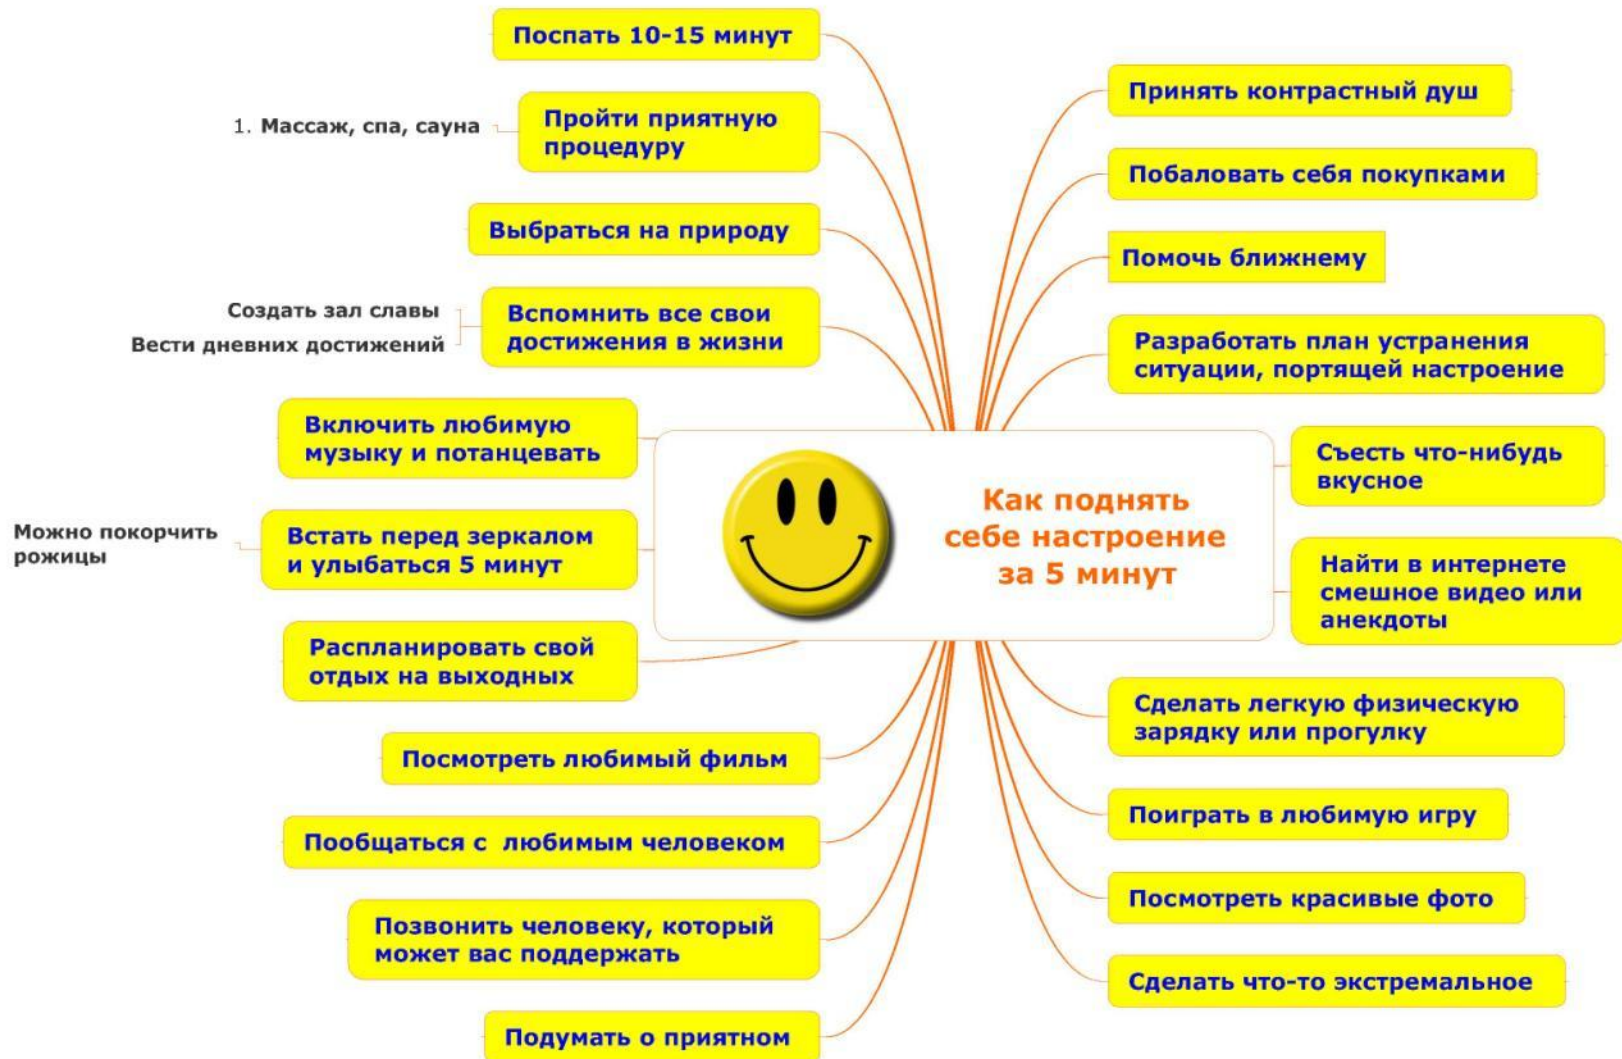 Поспать 10-15 минут
1. Массаж, спа, сауна
Пройти приятную
процедуру
Выбраться на природу
Создать зал славы
Вести дневних достижений
Вспомнить все свои
достижения в жизни
Включить любимую
музыку и потанцевать
Можно покорчить
рожицы
Встать перед зеркалом
и улыбаться 5 минут
Распланировать свой
отдых на выходных
Посмотреть любимый фильм
Пообщаться с любимым человеком
Позвонить человеку, который
может вас поддержать
Подумать о приятном
Как поднять
себе настроение
за 5 минут
Принять контрастный душ
Побаловать себя покупками
Помочь ближнему
Разработать план устранения
ситуации, портящей настроение
Съесть что-нибудь
вкусное
Найти в интернете
смешное видео или
анекдоты
Сделать легкую физическую
зарядку или прогулку
Поиграть в любимую игру
Посмотреть красивые фото
Сделать что-то экстремальное